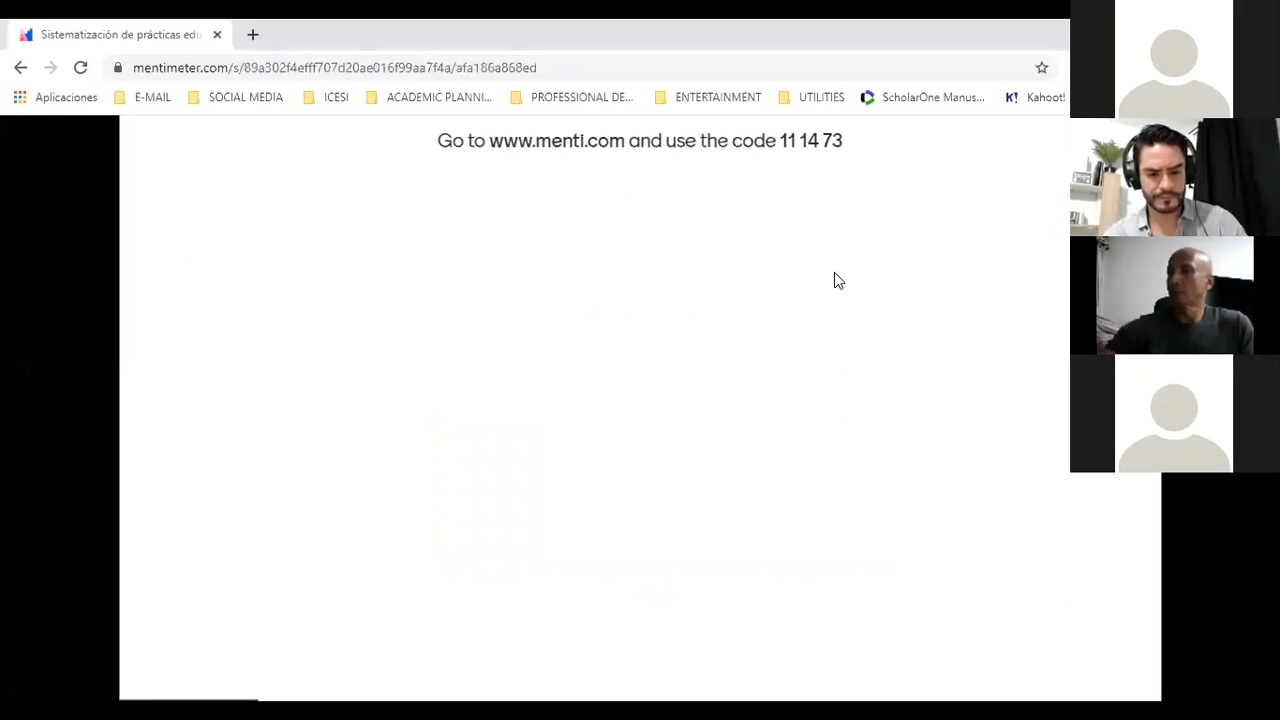 Sistematización de prácticas edu
mentimeter.com/s/89a302f4efff707d20ae016f99aa7f4a/afa186a868ed
Aplicaciones E-MAIL SOCIAL MEDIA ICESI ACADEMIC PLANNI... PROFESSIONAL DE... ENTERTAINMENT UTILITIES ScholarOne Manus... K! Kahoot!
Go to www.menti.com and use the code 11 14 73